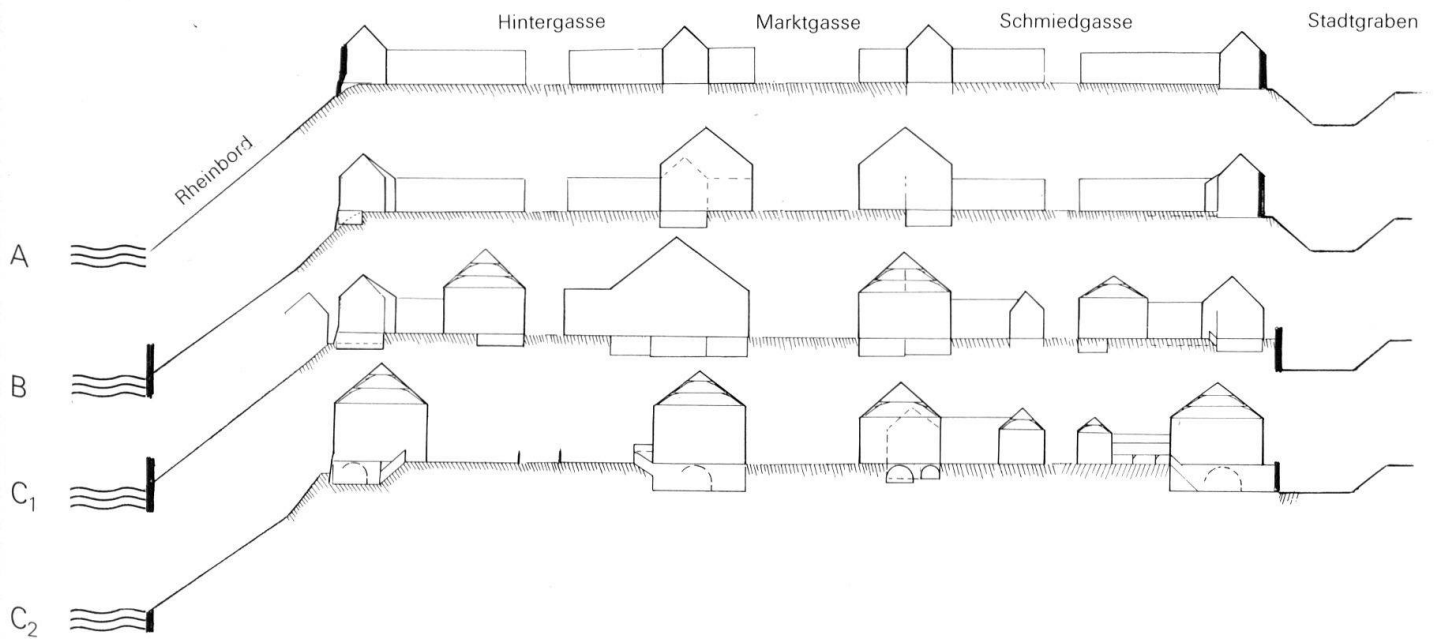 Hintergasse Marktgasse Schmiedgasse Stadtgraben
Rheinbord
A
B
C1
C2